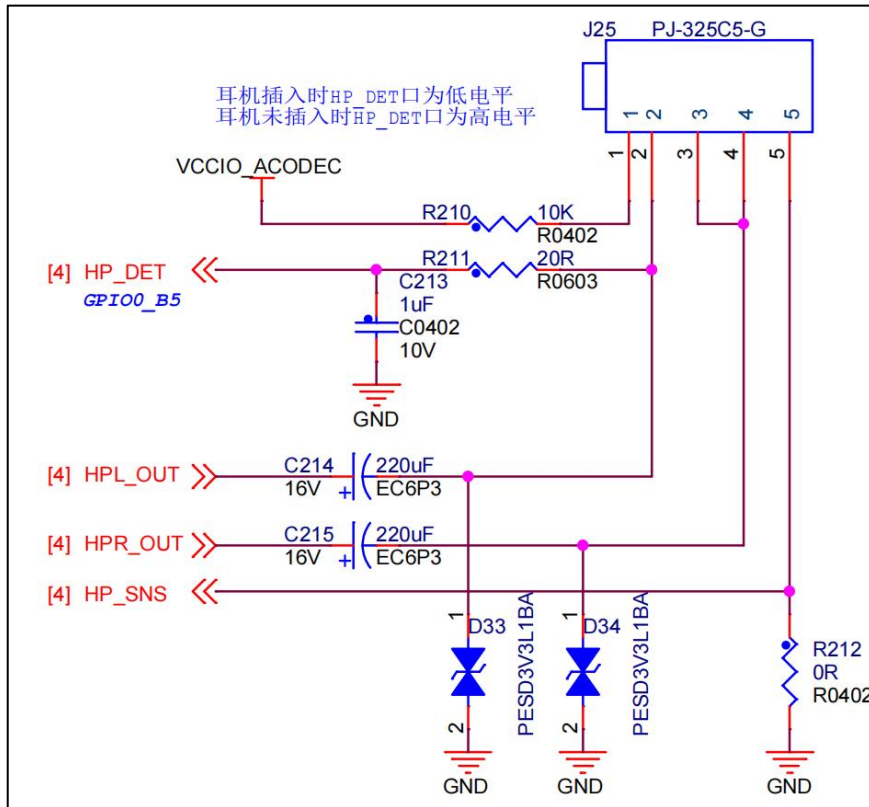 J25 PJ-325C5-G
耳机插入时HP_DET口为低电平
耳机未插入时HP_DET口为高电平
1 2 3 4 5
1 2 3 4 5
VCCIO_ACODEC
R210 10K
R0402
[4] HP_DET
R211 20R
R0603
GPIO0_B5
C213
1uF
C0402
10V
GND
[4] HPL_OUT
C214 220uF
16V + EC6P3
[4] HPR_OUT
C215 220uF
16V + EC6P3
[4] HP_SNS
1 D33 2 PESD3V3L1BA
1 D34 2 PESD3V3L1BA
R212
0R
R0402
GND GND GND